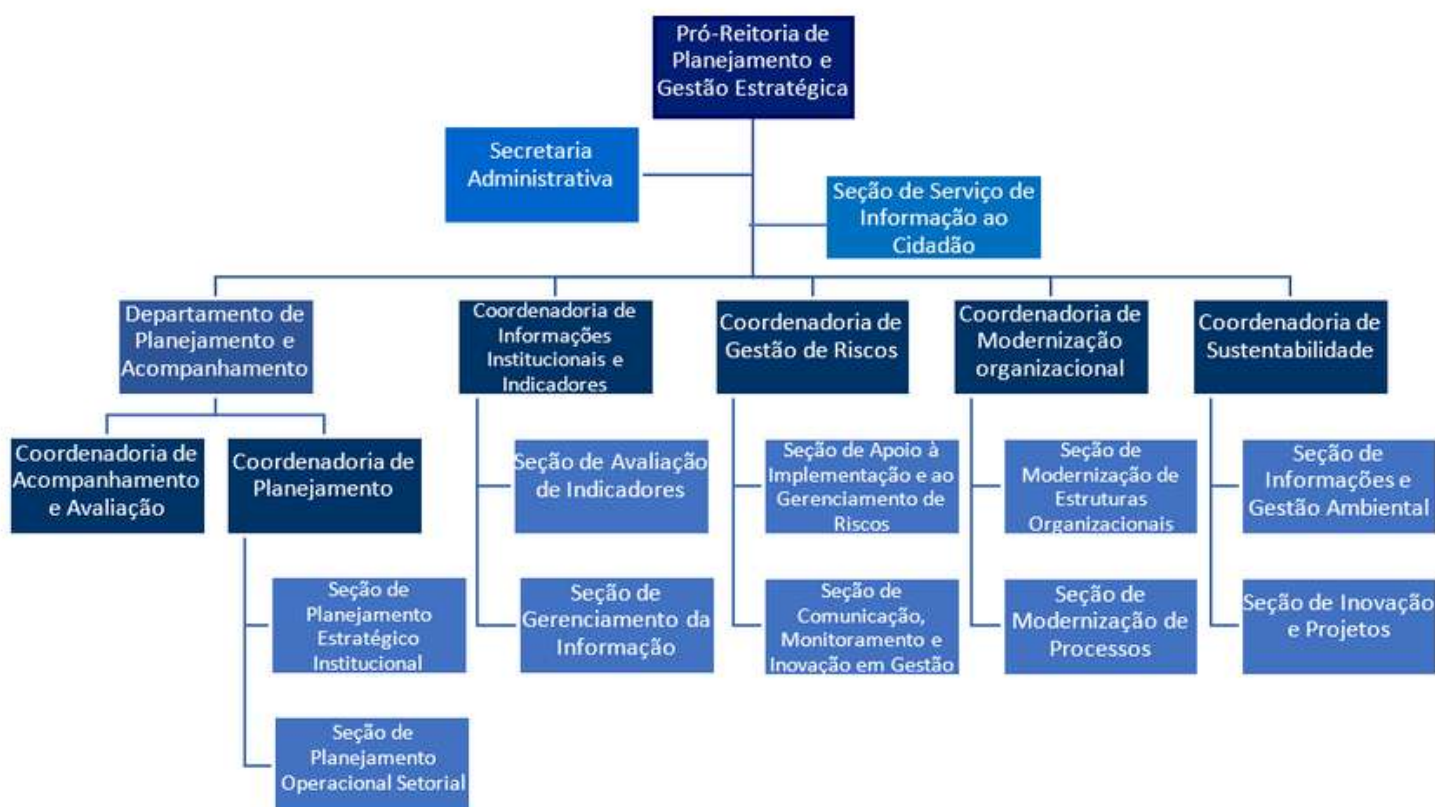 Pró-Reitoria de
Planejamento e
Gestão Estratégica
Secretaria
Administrativa
Seção de Serviço de
Informação ao
Cidadão
Departamento de
Planejamento e
Acompanhamento
Coordenadoria de
Informações
Institucionais e
Indicadores
Coordenadoria de
Gestão de Riscos
Coordenadoria de
Modernização
organizacional
Coordenadoria de
Sustentabilidade
Coordenadoria de
Acompanhamento
e Avaliação
Coordenadoria de
Planejamento
Seção de Avaliação
de Indicadores
Seção de Apoio à
Implementação e ao
Gerenciamento de
Riscos
Seção de
Modernização de
Estruturas
Organizacionais
Seção de
Informações e
Gestão Ambiental
Seção de
Planejamento
Estratégico
Institucional
Seção de
Gerenciamento da
Informação
Seção de
Comunicação,
Monitoramento e
Inovação em Gestão
Seção de
Modernização de
Processos
Seção de Inovação
e Projetos
Seção de
Planejamento
Operacional Setorial